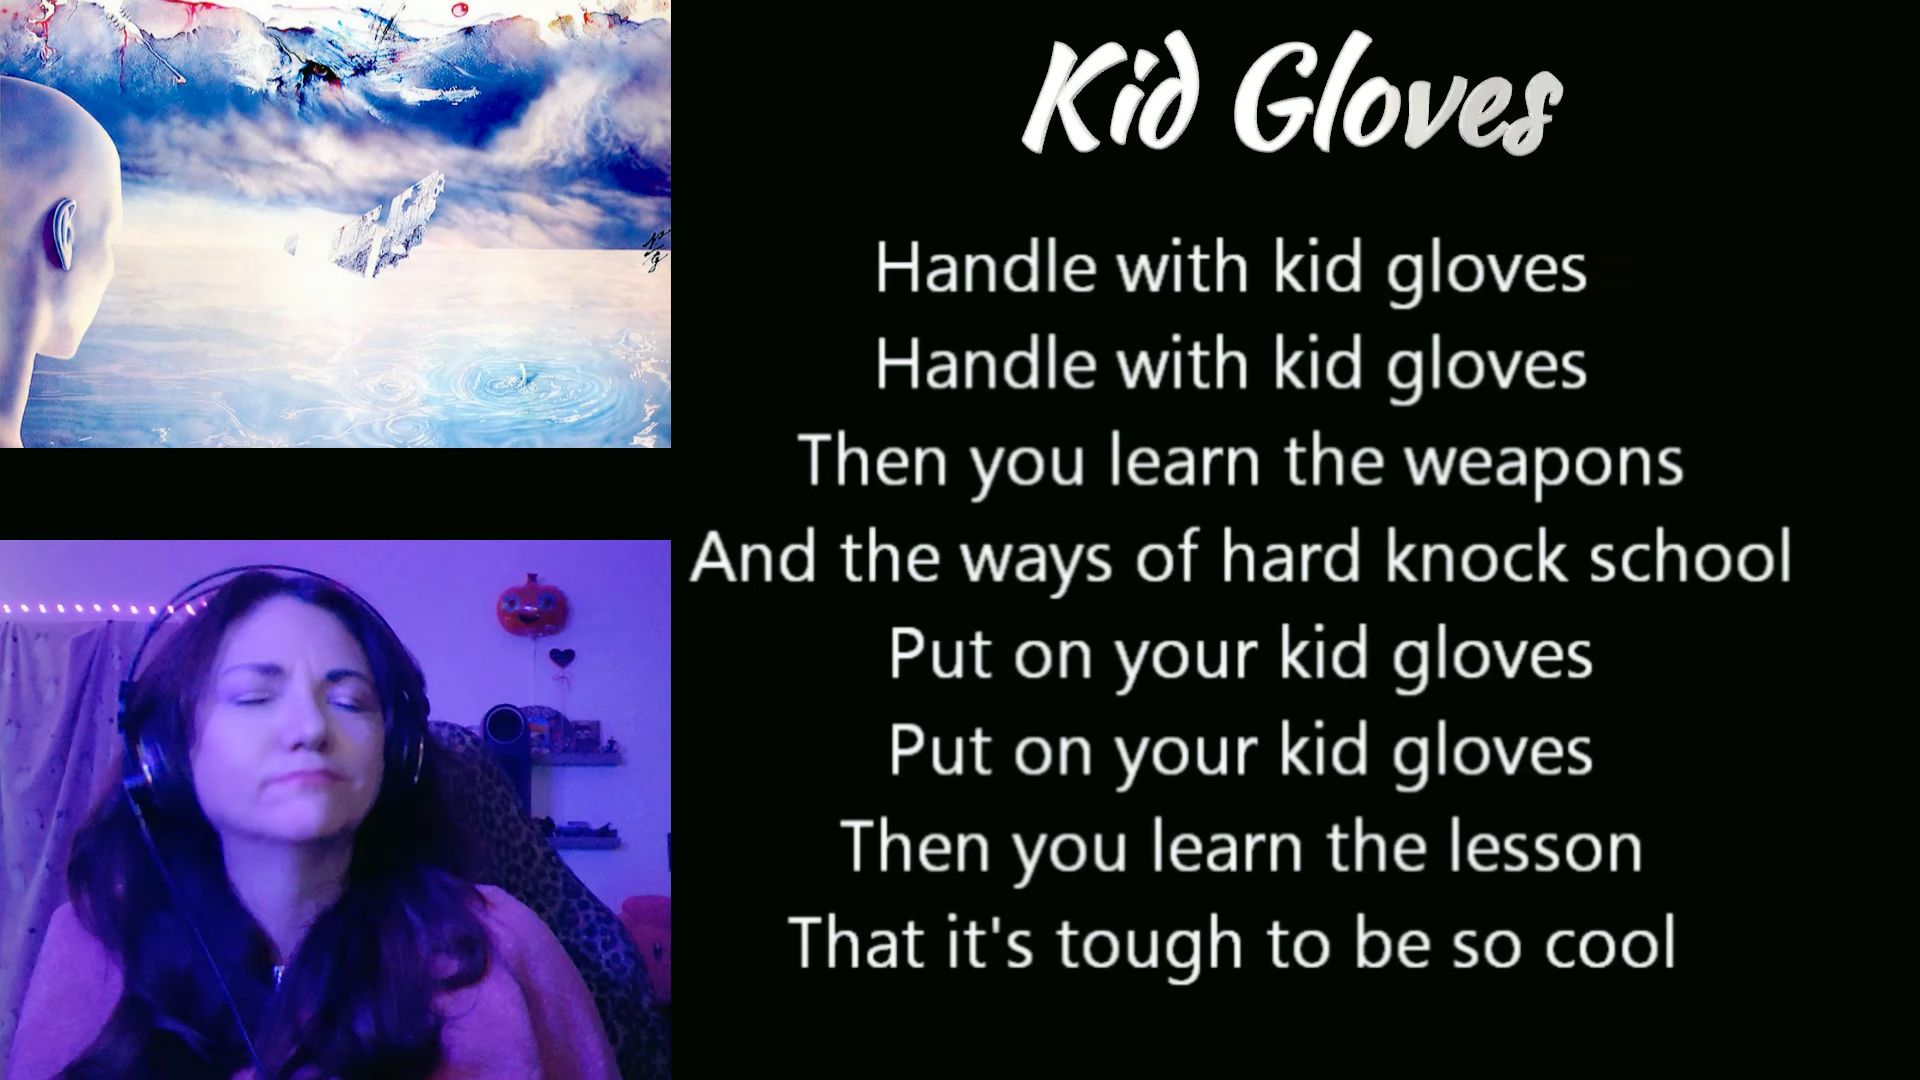 Kid Gloves
Handle with kid gloves
Handle with kid gloves
Then you learn the weapons
And the ways of hard knock school
Put on your kid gloves
Put on your kid gloves
Then you learn the lesson
That it's tough to be so cool